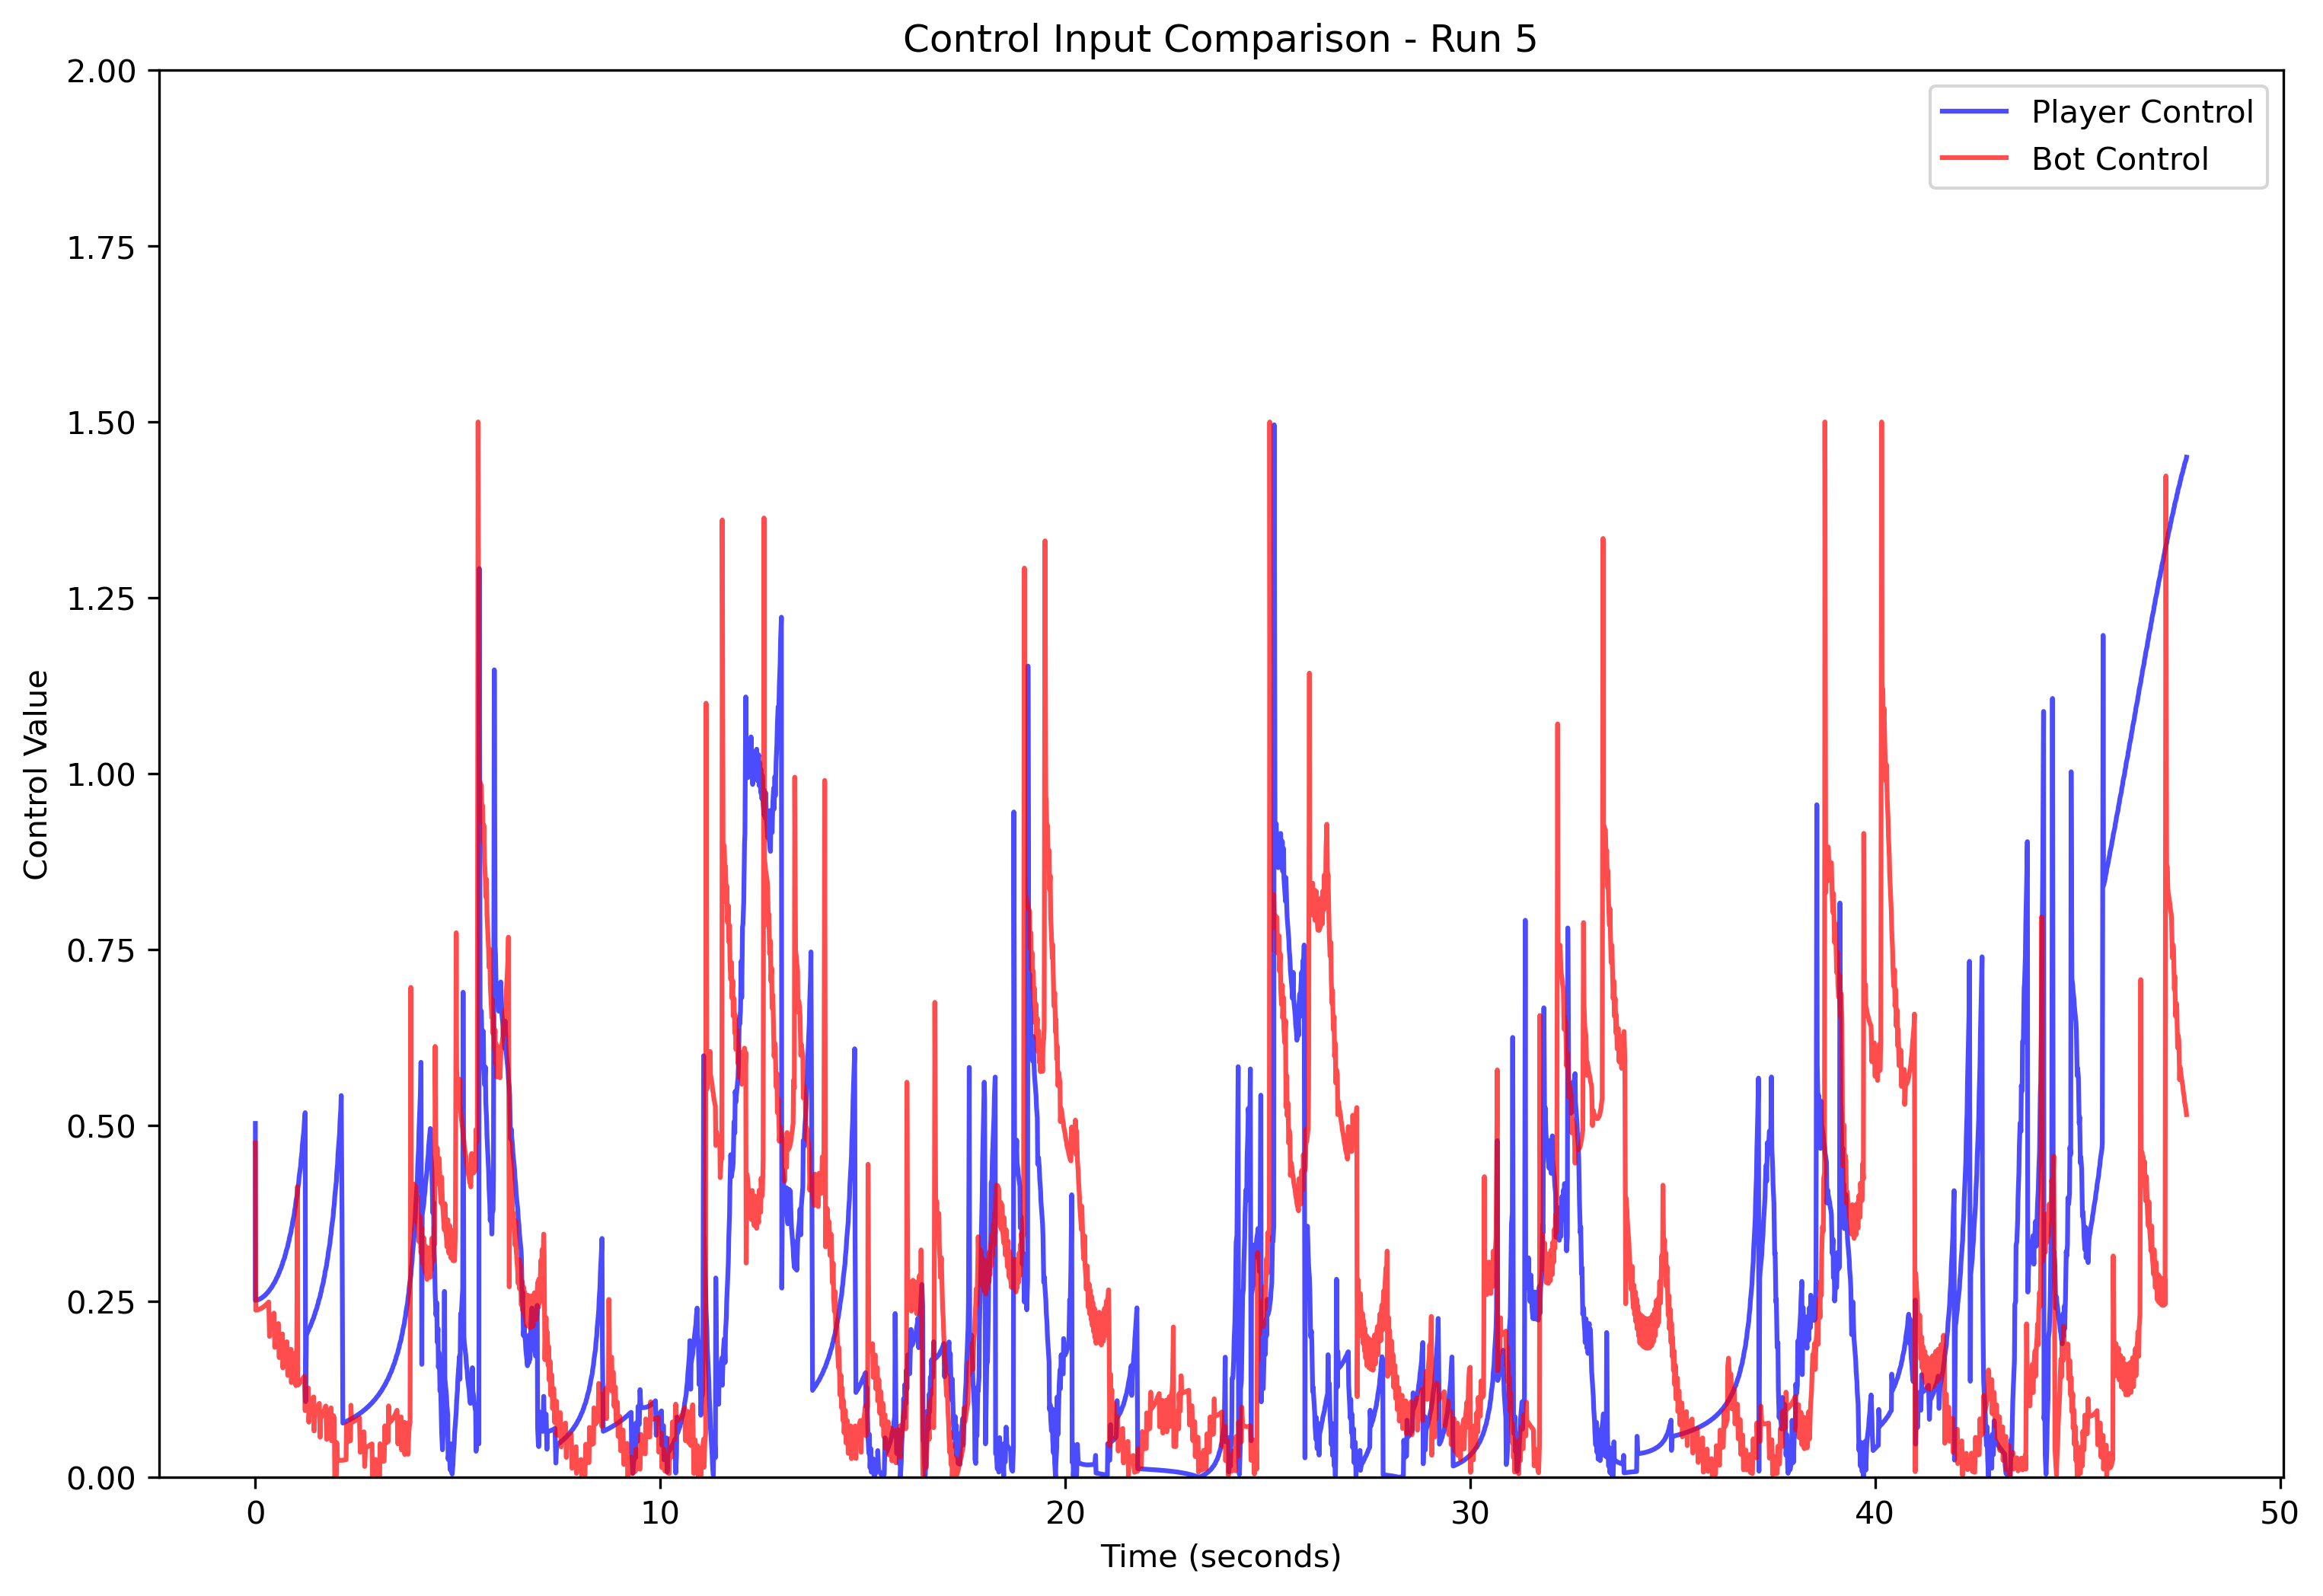 Control Input Comparison - Run 5
Player Control
Bot Control
Control Value
2.00
1.75
1.50
1.25
1.00
0.75
0.50
0.25
0.00
0 10 20 30 40 50
Time (seconds)